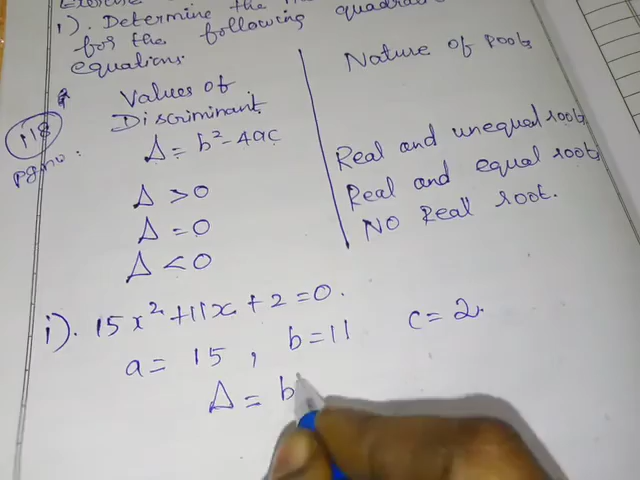 1). Determine the
for the following
equations.
Values of
Discriminant
Δ = b² - 4ac
Nature of roots
118
Pg no:
Δ > 0 Real and unequal roots
Δ = 0 Real and equal roots
Δ < 0 NO Real root.
i). 15x² + 11x + 2 = 0.
a = 15, b = 11 c = 2.
Δ = b